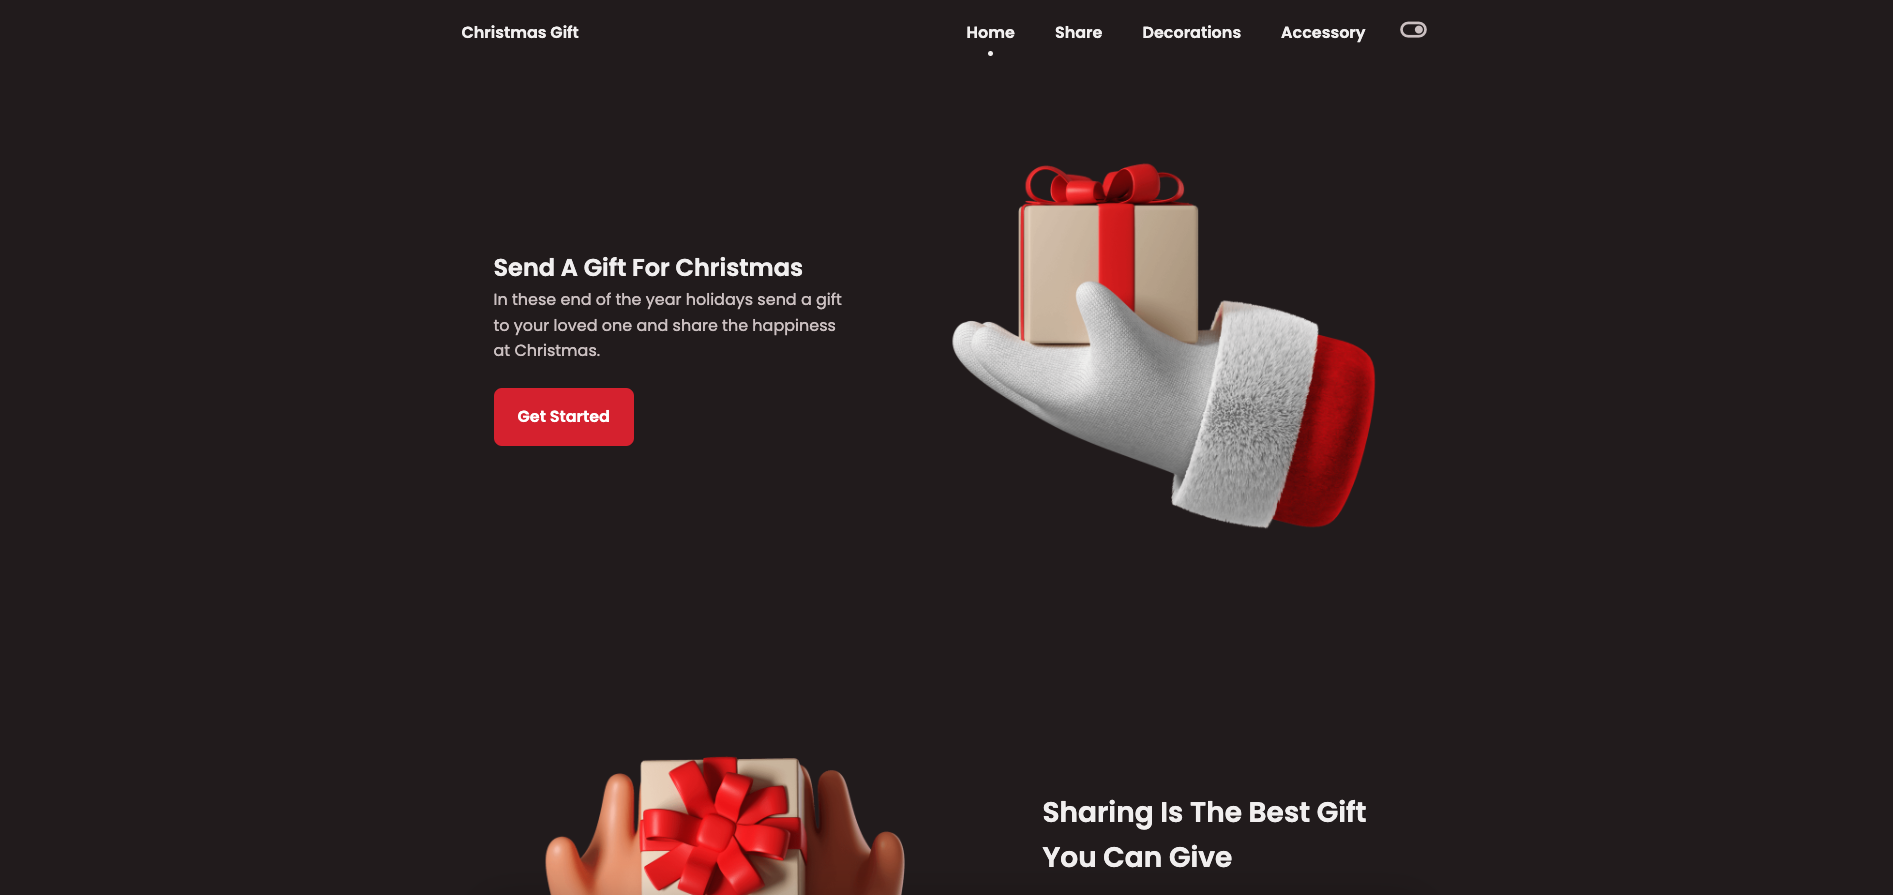 Christmas Gift
Home
Share
Decorations
Accessory
Send A Gift For Christmas
In these end of the year holidays send a gift
to your loved one and share the happiness
at Christmas.
Get Started
Sharing Is The Best Gift
You Can Give